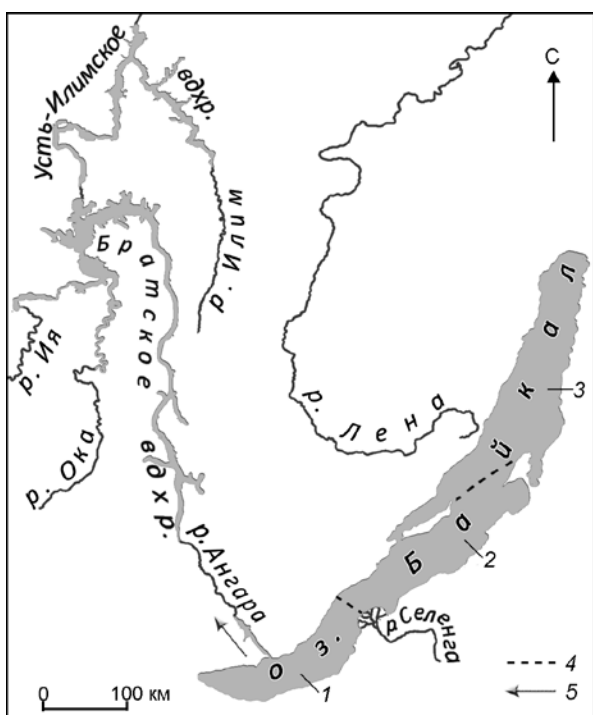 Усть-Илимское
вдхр.
С
р. Илим
Братское
вдхр.
р. Ия
р. Ока
р. Лена
р. Ангара
оз. Байкал
р. Селенга
1
2
3
4
5
0 100 км